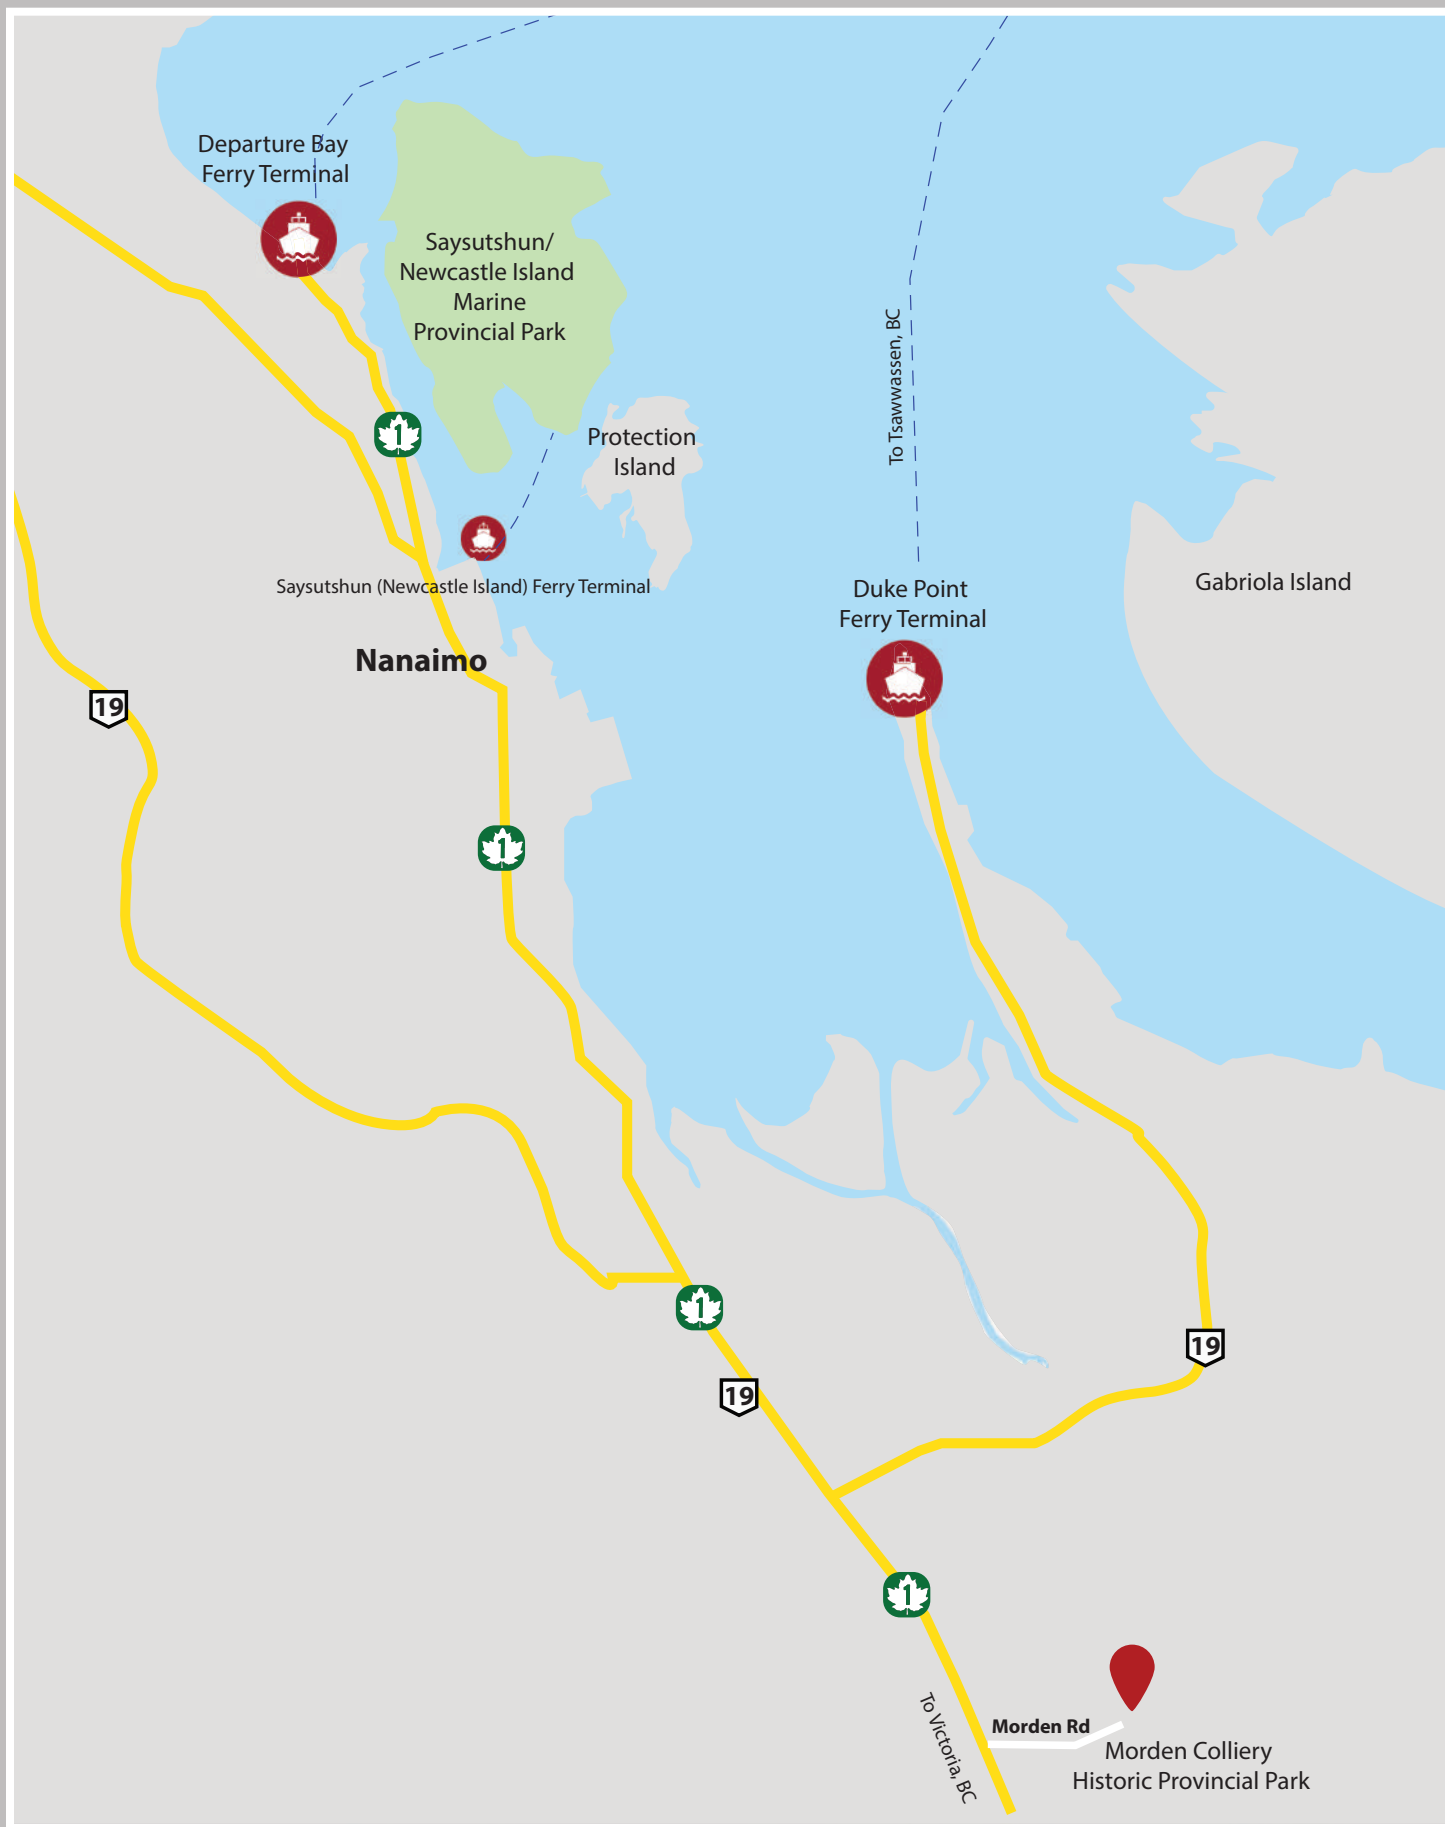 Departure Bay
Ferry Terminal
Saysutshun/
Newcastle Island
Marine
Provincial Park
To Tsawwassen, BC
1
Protection
Island
Saysutshun (Newcastle Island) Ferry Terminal
Duke Point
Ferry Terminal
Gabriola Island
Nanaimo
19
1
1
19
19
1
To Victoria, BC
Morden Rd
Morden Colliery
Historic Provincial Park